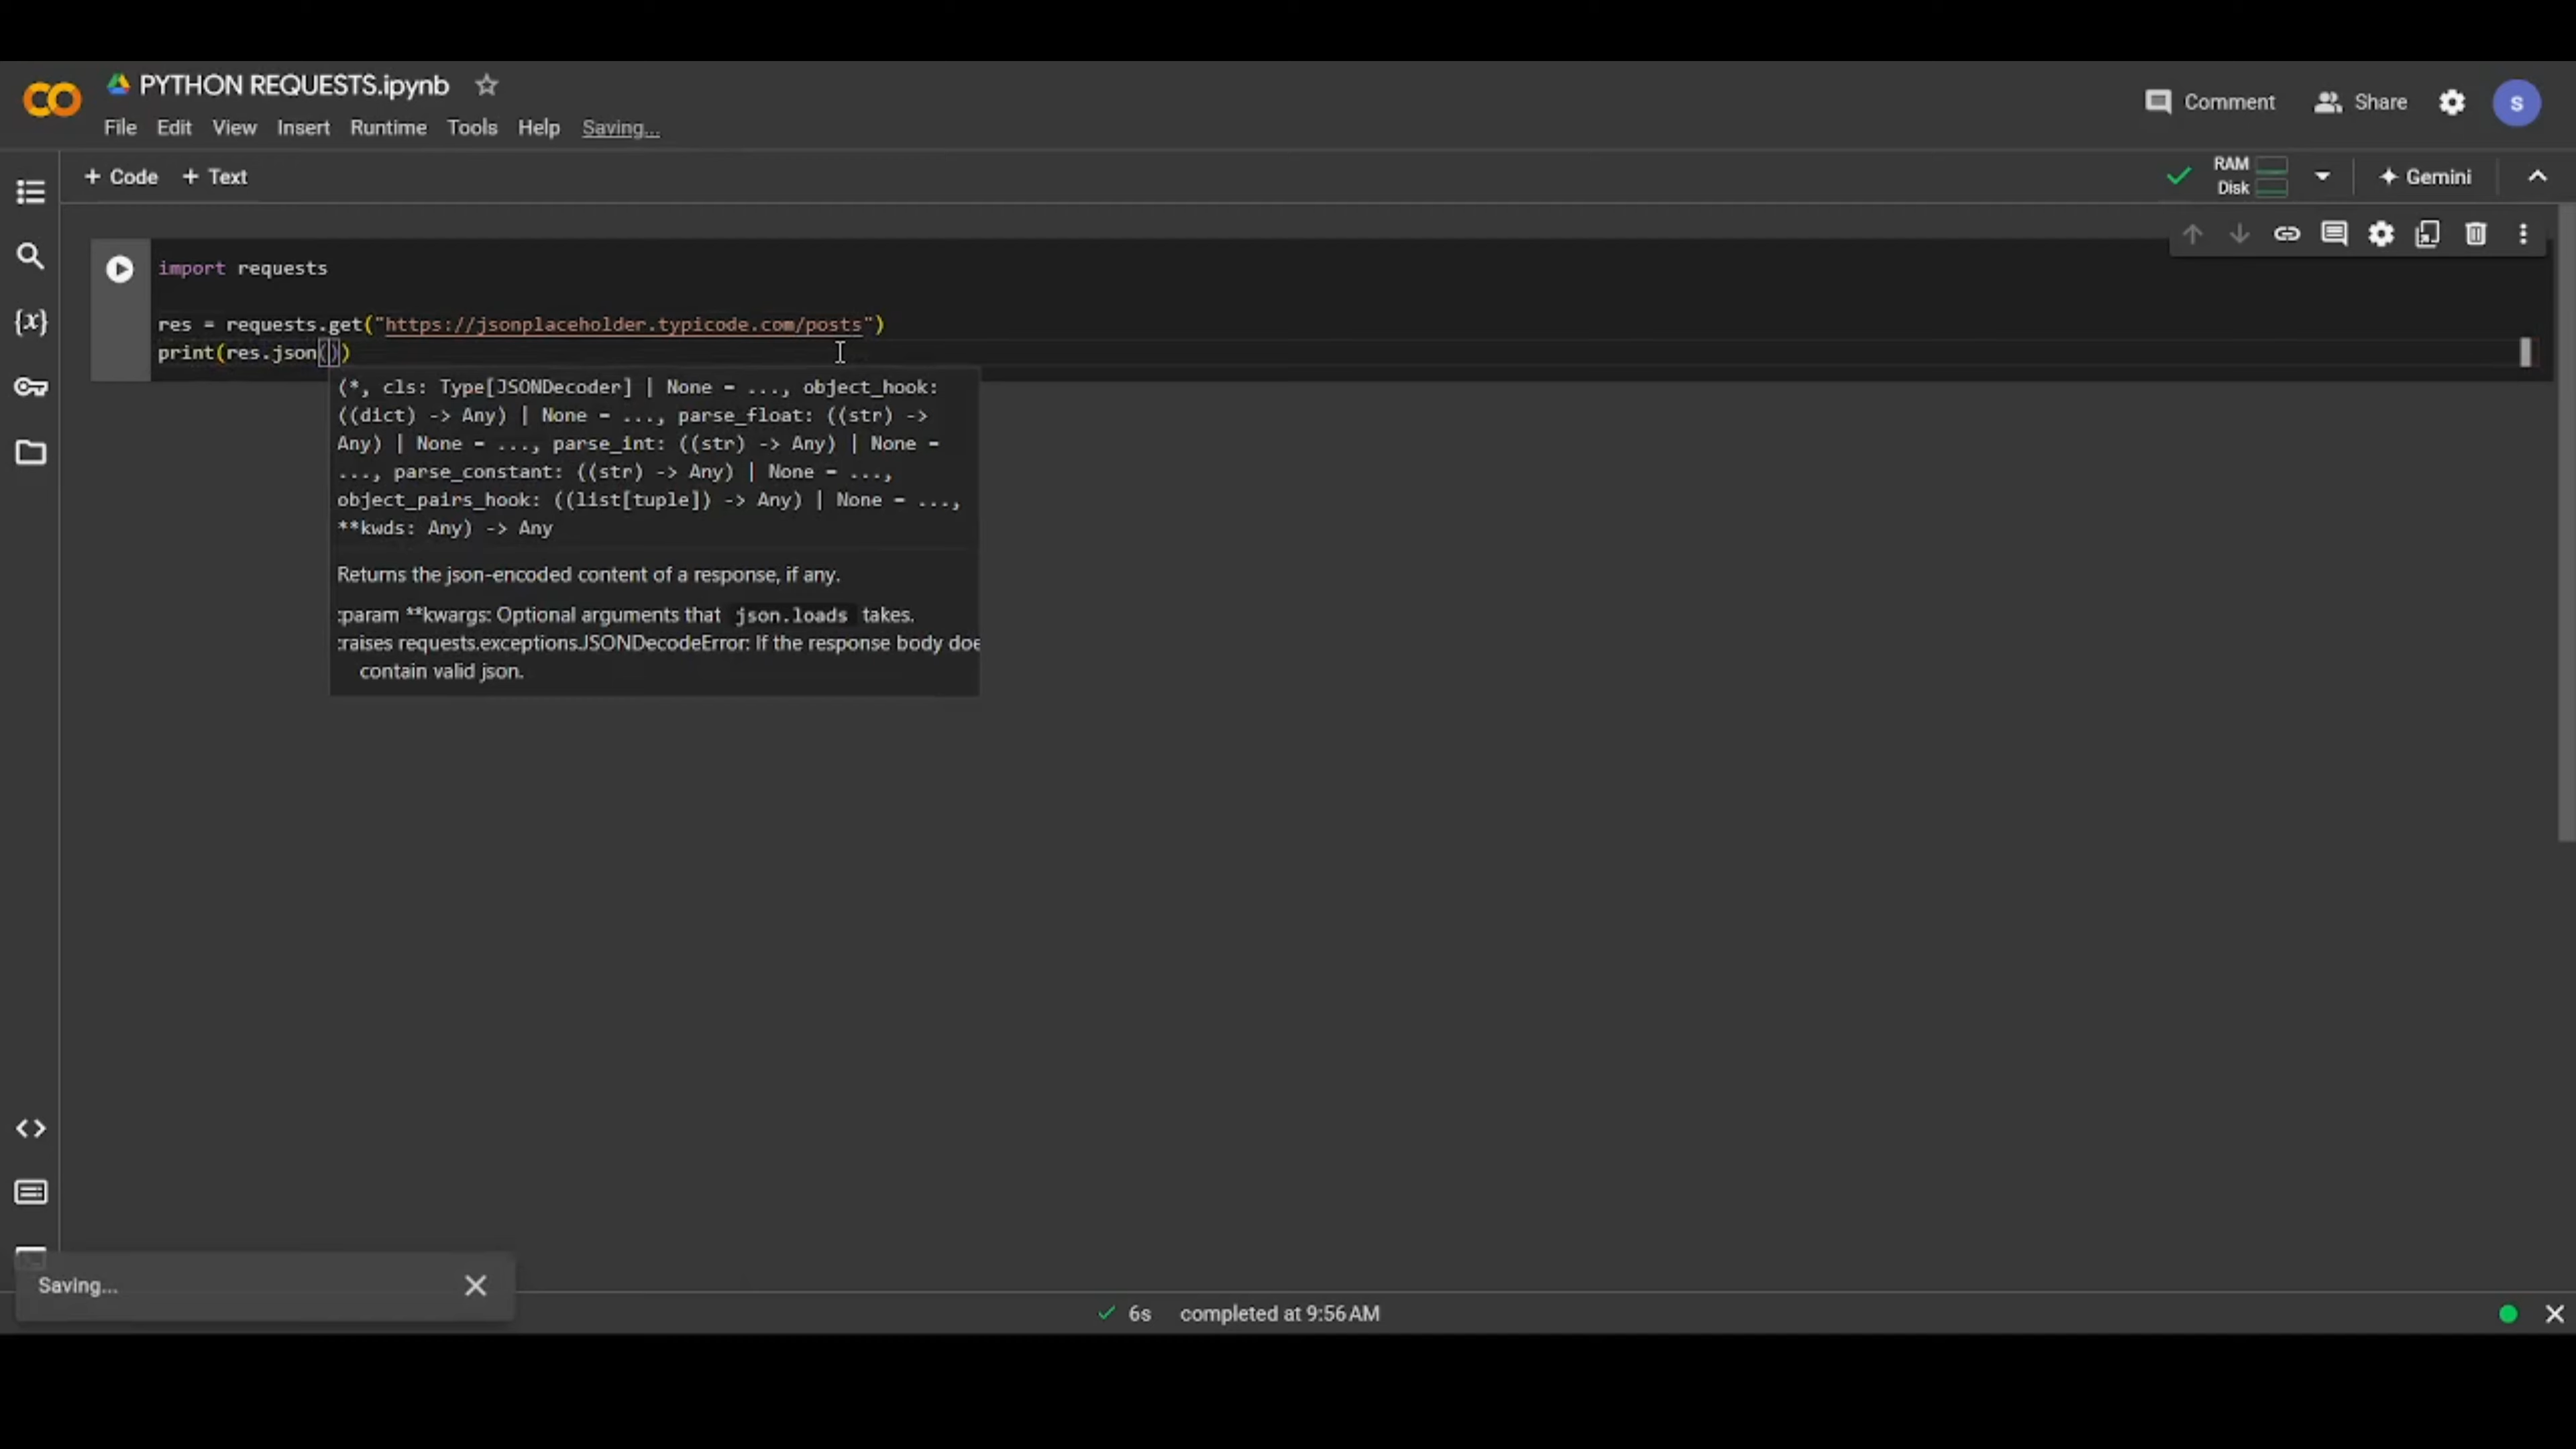 PYTHON REQUESTS.ipynb
File Edit View Insert Runtime Tools Help Saving...
Comment Share S
+ Code + Text
RAM
Disk
Gemini
import requests
res = requests.get("https://jsonplaceholder.typicode.com/posts")
print(res.json())
(*, cls: Type[JSONDecoder] | None = ..., object_hook:
((dict) -> Any) | None = ..., parse_float: ((str) ->
Any) | None = ..., parse_int: ((str) -> Any) | None =
..., parse_constant: ((str) -> Any) | None = ...,
object_pairs_hook: ((list[tuple]) -> Any) | None = ...,
**kwds: Any) -> Any
Returns the json-encoded content of a response, if any.
:param **kwargs: Optional arguments that json.loads takes.
:raises requests.exceptions.JSONDecodeError: If the response body doe
contain valid json.
Saving...
6s completed at 9:56 AM